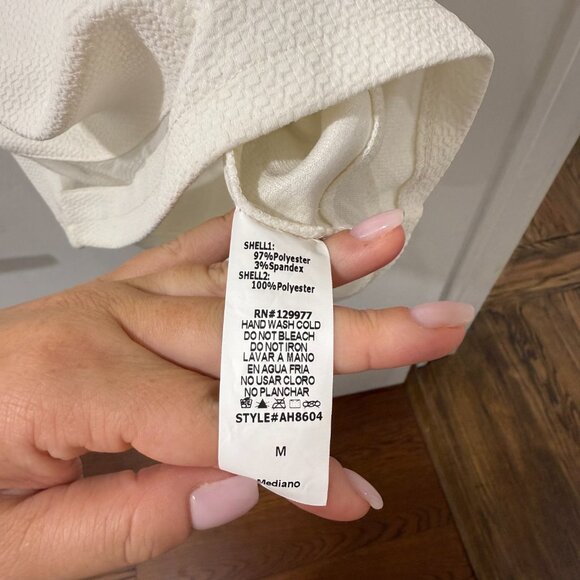 SHELL1:
97%Polyester
3%Spandex
SHELL2:
100%Polyester
RN#129977
HAND WASH COLD
DO NOT BLEACH
DO NOT IRON
LAVAR A MANO
EN AGUA FRIA
NO USAR CLORO
NO PLANCHAR
STYLE#AH8604
M
Mediano